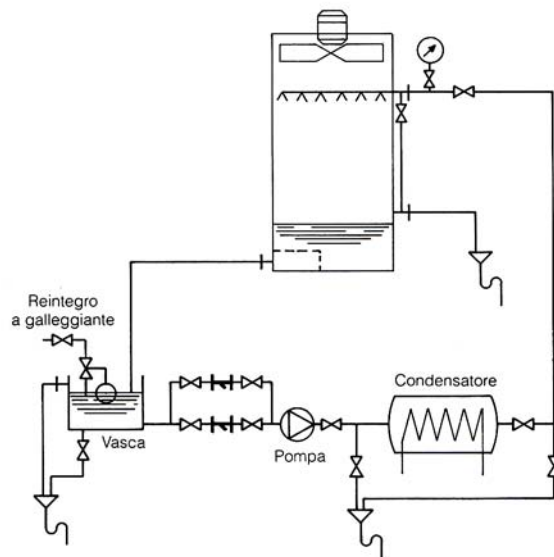 Reintegro
a galleggiante
Vasca
Pompa
Condensatore